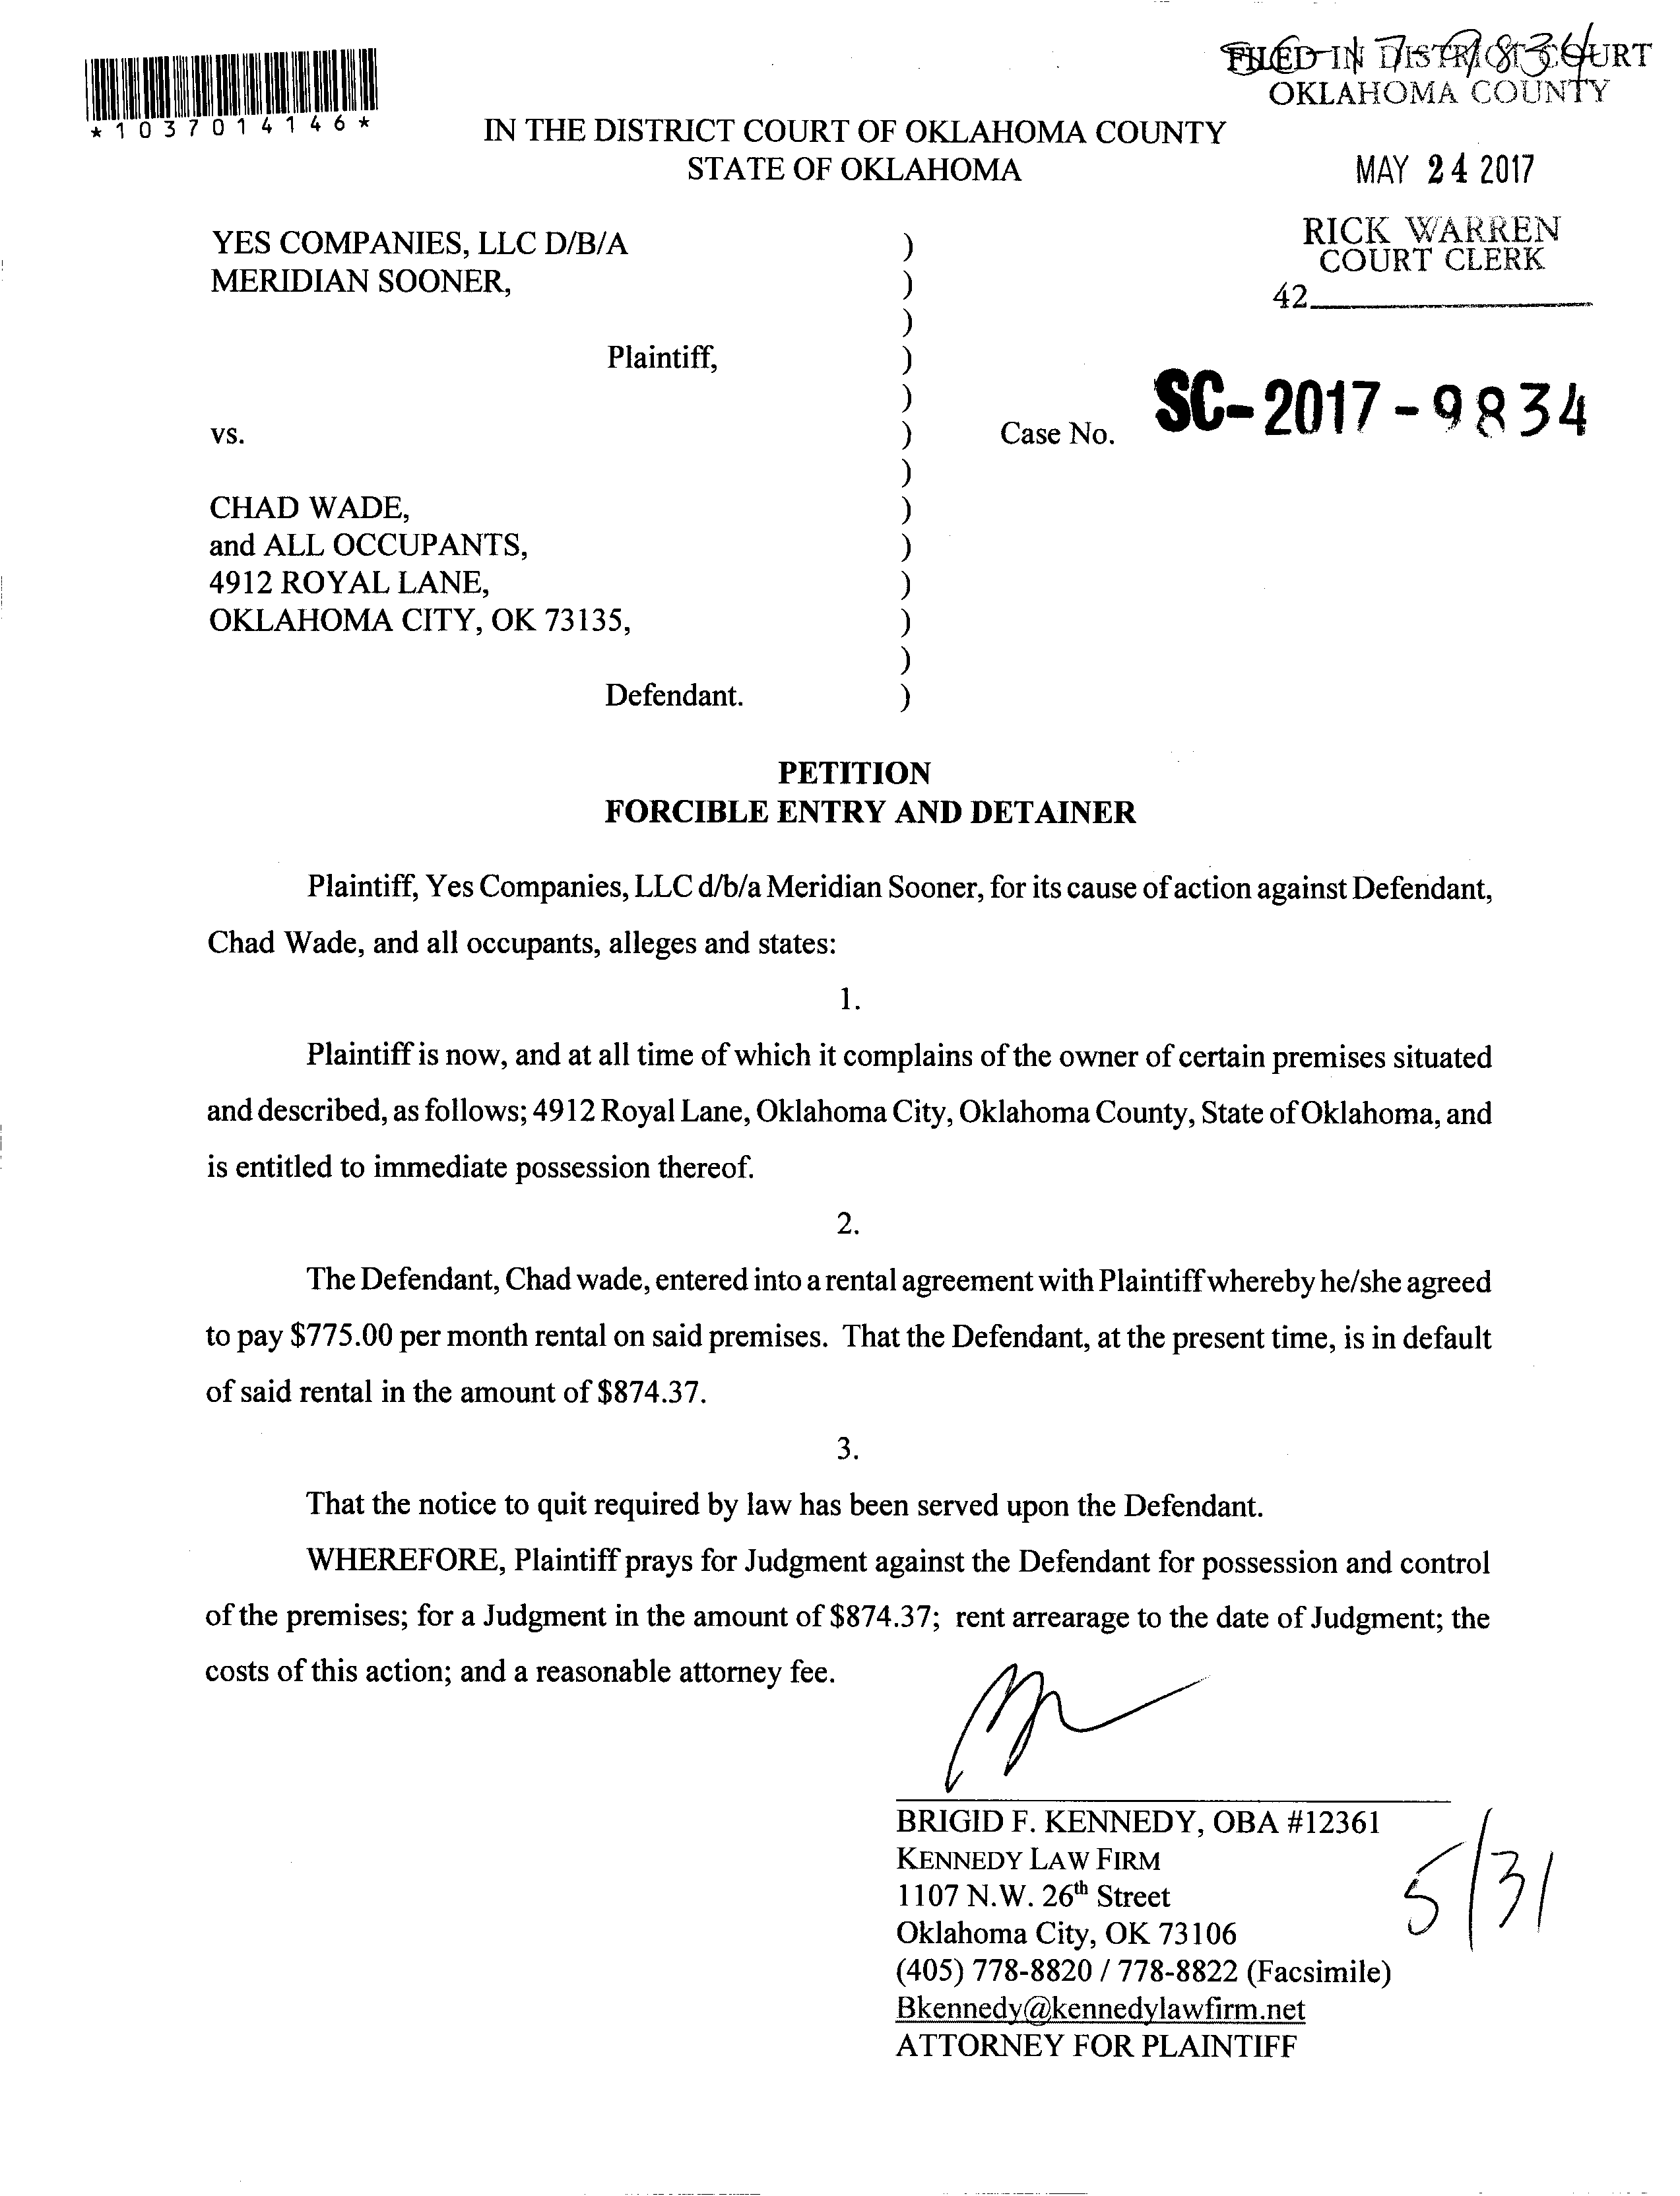 *1037014146*
FILED IN DISTRICT COURT
OKLAHOMA COUNTY
IN THE DISTRICT COURT OF OKLAHOMA COUNTY
STATE OF OKLAHOMA
MAY 24 2017
RICK WARREN
COURT CLERK
42
YES COMPANIES, LLC D/B/A )
MERIDIAN SOONER, )
)
Plaintiff, )
)
vs. ) Case No. SC-2017-9834
)
CHAD WADE, )
and ALL OCCUPANTS, )
4912 ROYAL LANE, )
OKLAHOMA CITY, OK 73135, )
)
Defendant. )
PETITION
FORCIBLE ENTRY AND DETAINER
Plaintiff, Yes Companies, LLC d/b/a Meridian Sooner, for its cause of action against Defendant,
Chad Wade, and all occupants, alleges and states:
1.
Plaintiff is now, and at all time of which it complains of the owner of certain premises situated
and described, as follows; 4912 Royal Lane, Oklahoma City, Oklahoma County, State of Oklahoma, and
is entitled to immediate possession thereof.
2.
The Defendant, Chad wade, entered into a rental agreement with Plaintiff whereby he/she agreed
to pay $775.00 per month rental on said premises. That the Defendant, at the present time, is in default
of said rental in the amount of $874.37.
3.
That the notice to quit required by law has been served upon the Defendant.
WHEREFORE, Plaintiff prays for Judgment against the Defendant for possession and control
of the premises; for a Judgment in the amount of $874.37; rent arrearage to the date of Judgment; the
costs of this action; and a reasonable attorney fee.
BRIGID F. KENNEDY, OBA #12361
KENNEDY LAW FIRM
1107 N.W. 26th Street
Oklahoma City, OK 73106
(405) 778-8820 / 778-8822 (Facsimile)
Bkennedy@kennedylawfirm.net
ATTORNEY FOR PLAINTIFF
5/31